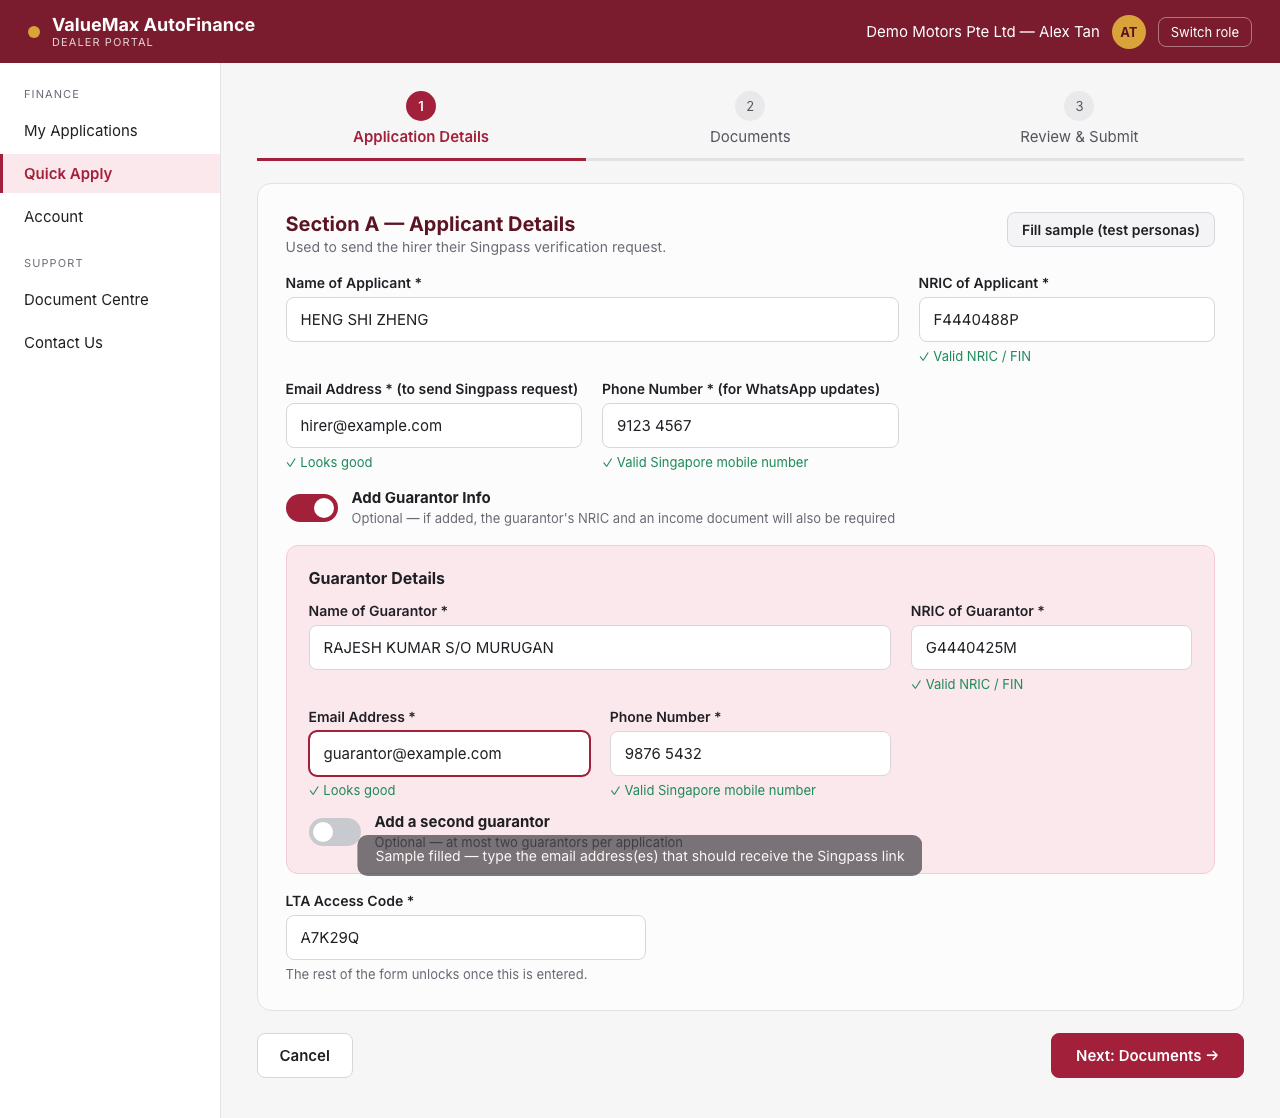 ValueMax AutoFinance
DEALER PORTAL
Demo Motors Pte Ltd — Alex Tan
AT
Switch role
FINANCE
My Applications
Quick Apply
Account
SUPPORT
Document Centre
Contact Us
1
Application Details
2
Documents
3
Review & Submit
Section A — Applicant Details
Used to send the hirer their Singpass verification request.
Fill sample (test personas)
Name of Applicant *
HENG SHI ZHENG
NRIC of Applicant *
F4440488P
✓ Valid NRIC / FIN
Email Address * (to send Singpass request)
hirer@example.com
✓ Looks good
Phone Number * (for WhatsApp updates)
9123 4567
✓ Valid Singapore mobile number
Add Guarantor Info
Optional — if added, the guarantor's NRIC and an income document will also be required
Guarantor Details
Name of Guarantor *
RAJESH KUMAR S/O MURUGAN
NRIC of Guarantor *
G4440425M
✓ Valid NRIC / FIN
Email Address *
guarantor@example.com
✓ Looks good
Phone Number *
9876 5432
✓ Valid Singapore mobile number
Add a second guarantor
Optional — at most two guarantors per application
Sample filled — type the email address(es) that should receive the Singpass link
LTA Access Code *
A7K29Q
The rest of the form unlocks once this is entered.
Cancel
Next: Documents →